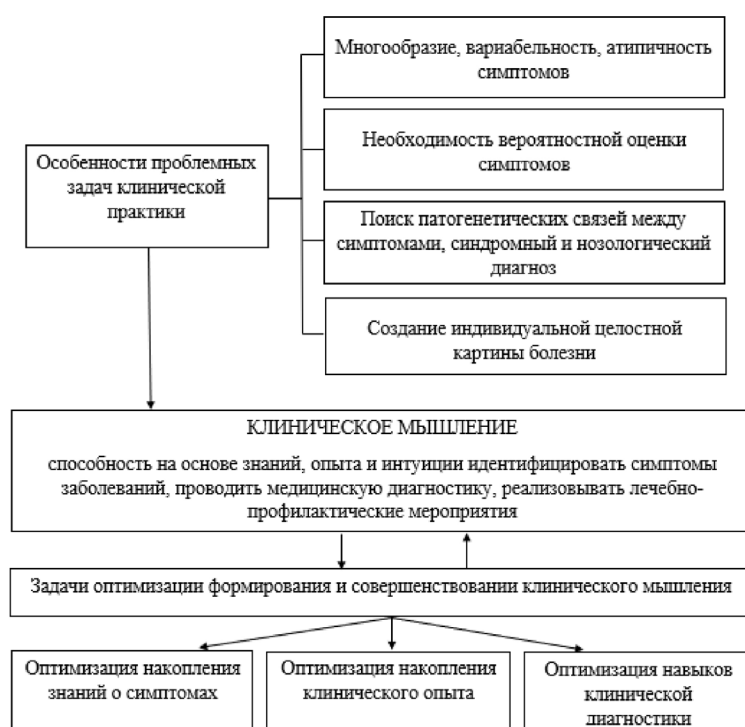 Многообразие, вариабельность, атипичность
симптомов
Необходимость вероятностной оценки
симптомов
Особенности проблемных
задач клинической
практики
Поиск патогенетических связей между
симптомами, синдромный и нозологический
диагноз
Создание индивидуальной целостной
картины болезни
КЛИНИЧЕСКОЕ МЫШЛЕНИЕ
способность на основе знаний, опыта и интуиции идентифицировать симптомы
заболеваний, проводить медицинскую диагностику, реализовывать лечебно-
профилактические мероприятия
Задачи оптимизации формирования и совершенствовании клинического мышления
Оптимизация накопления
знаний о симптомах
Оптимизация накопления
клинического опыта
Оптимизация навыков
клинической
диагностики